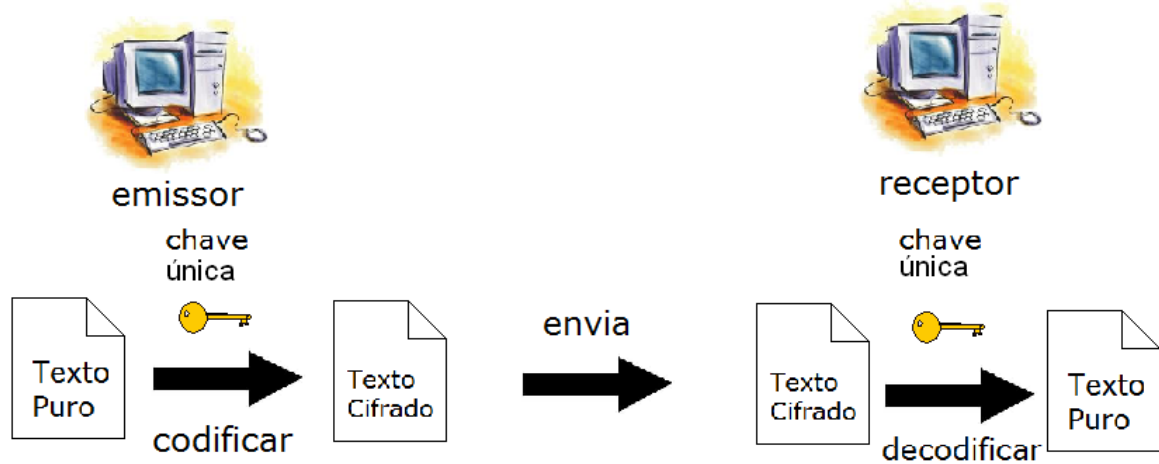 emissor
receptor
chave
única
chave
única
envia
Texto
Puro
Texto
Cifrado
Texto
Cifrado
Texto
Puro
codificar
decodificar